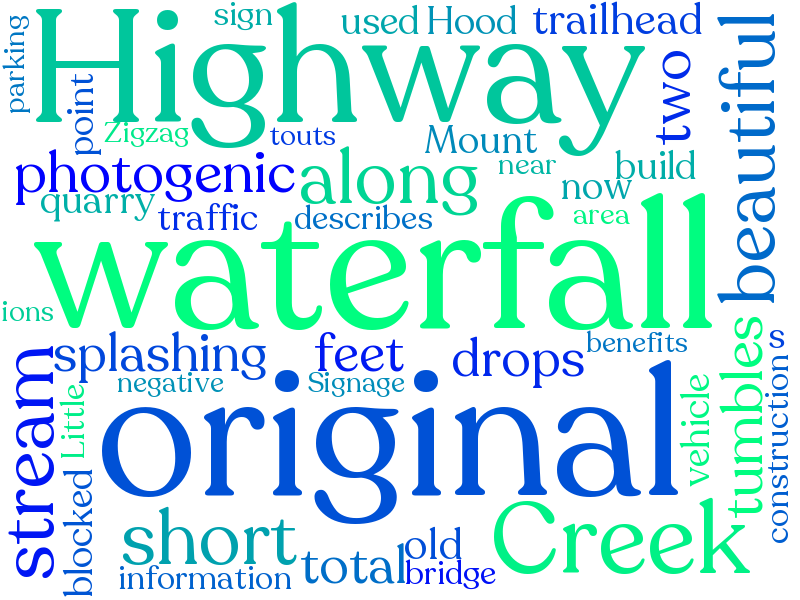 sign
used
Hood
trailhead
parking
Highway
point
Zigzag
touts
Mount
two
beautiful
photogenic
along
near
build
now
quarry
traffic
describes
area
waterfall
ions
splashing
feet
drops
benefits
s
stream
negative
Signage
Little
original
vehicle
tumbles
construction
blocked
short
Creek
old
total
bridge
information